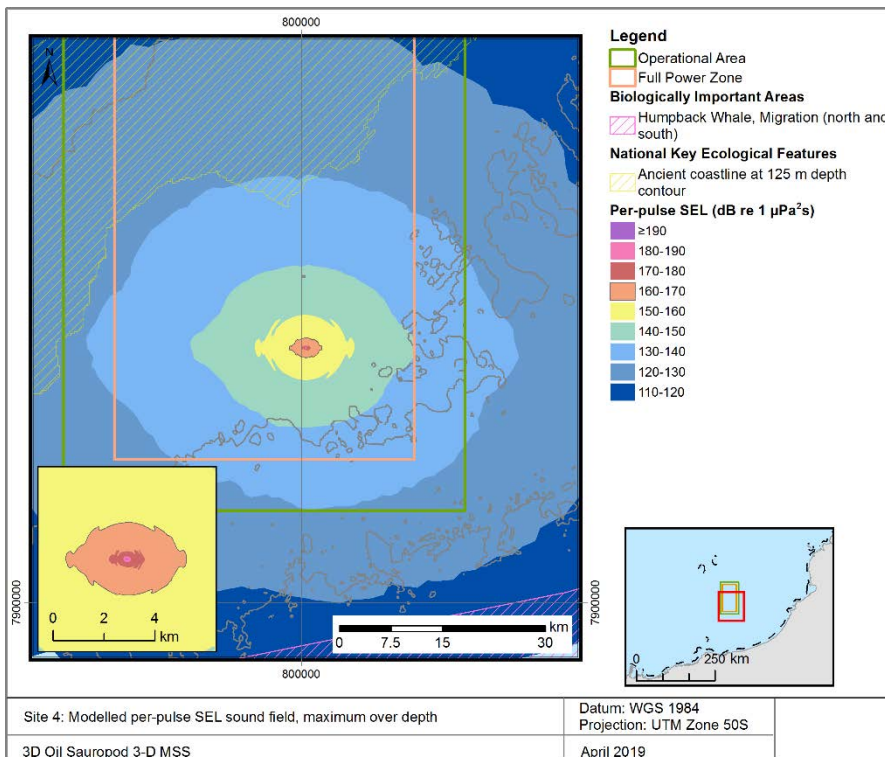 800000
N
7900000
7900000
0 2 4
km
0 7.5 15 30
km
800000
Legend
Operational Area
Full Power Zone
Biologically Important Areas
Humpback Whale, Migration (north and
south)
National Key Ecological Features
Ancient coastline at 125 m depth
contour
Per-pulse SEL (dB re 1 µPa²s)
≥190
180-190
170-180
160-170
150-160
140-150
130-140
120-130
110-120
0 250 km
Site 4: Modelled per-pulse SEL sound field, maximum over depth
Datum: WGS 1984
Projection: UTM Zone 50S
3D Oil Sauropod 3-D MSS
April 2019